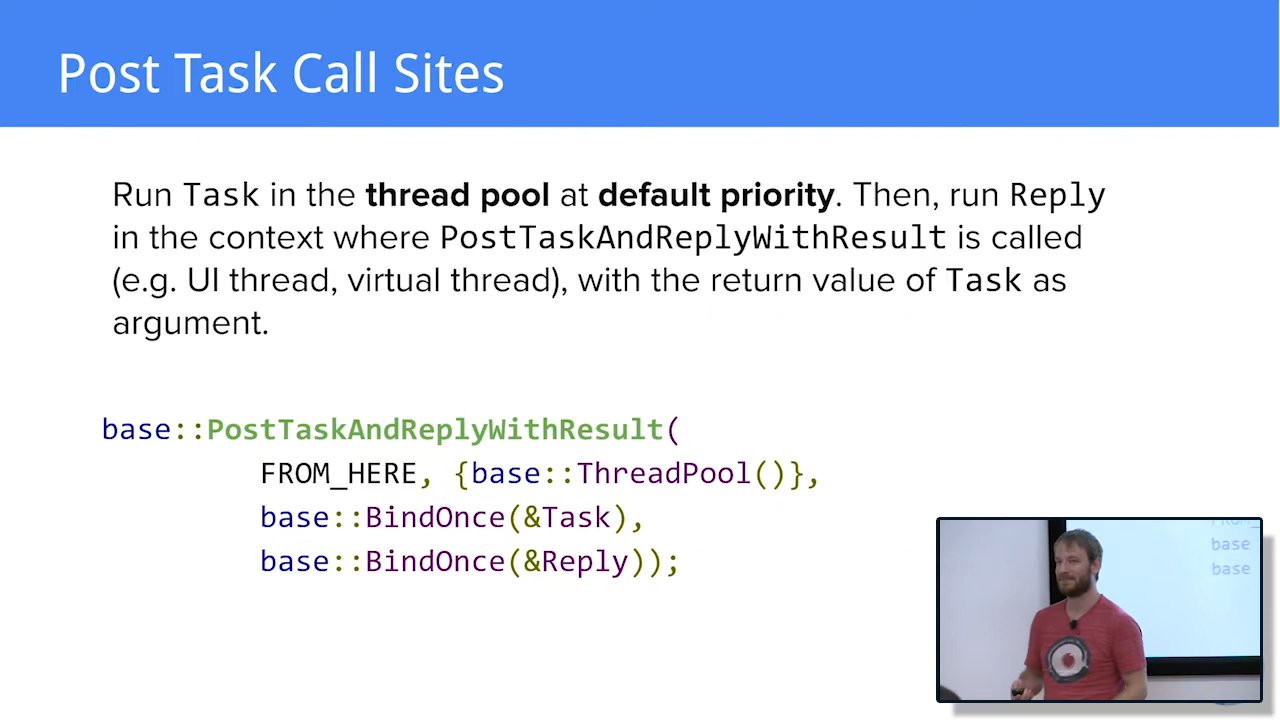 Post Task Call Sites
Run Task in the thread pool at default priority. Then, run Reply
in the context where PostTaskAndReplyWithResult is called
(e.g. UI thread, virtual thread), with the return value of Task as
argument.
base::PostTaskAndReplyWithResult(
FROM_HERE, {base::ThreadPool()},
base::BindOnce(&Task),
base::BindOnce(&Reply));
FROM_
base
base